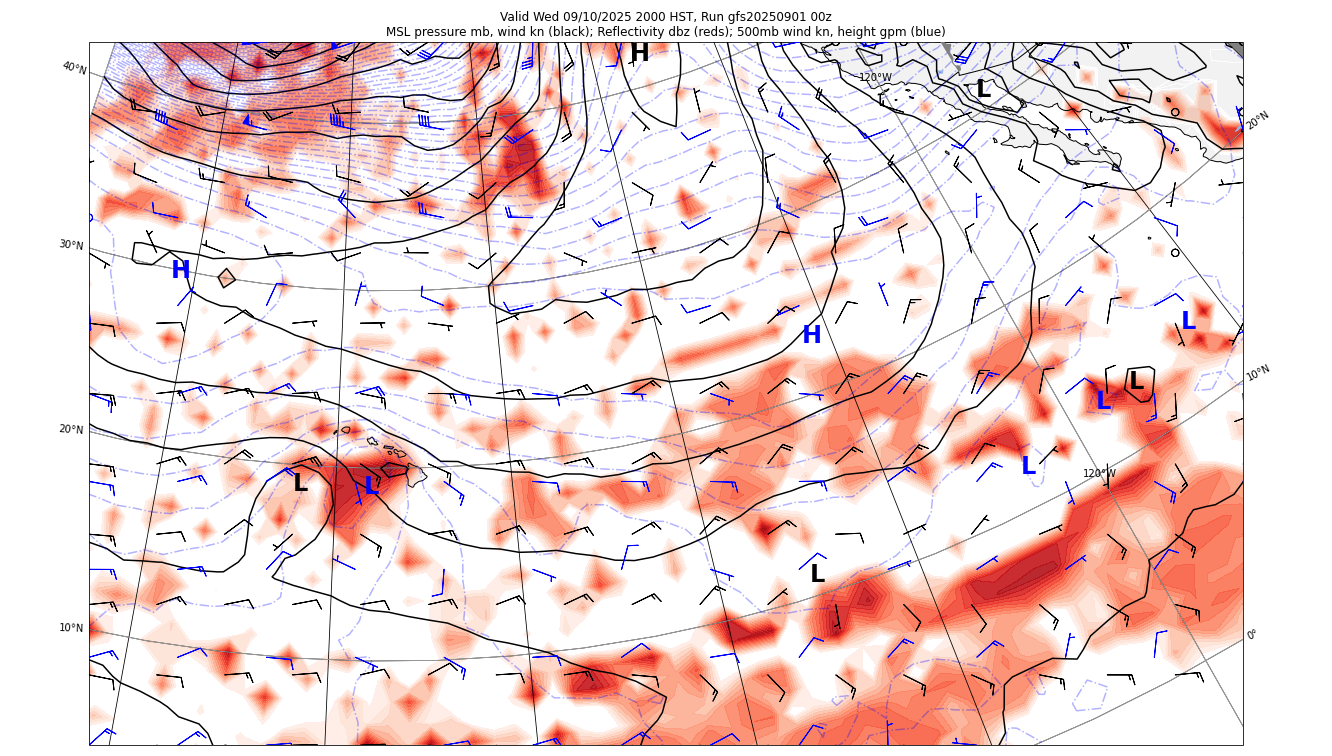 Valid Wed 09/10/2025 2000 HST, Run gfs20250901 00z
MSL pressure mb, wind kn (black); Reflectivity dbz (reds); 500mb wind kn, height gpm (blue)
H
40°N
120°W
L
20°N
30°N
H
L
H
10°N
L
L
20°N
L
120°W
L
L
L
10°N
0°